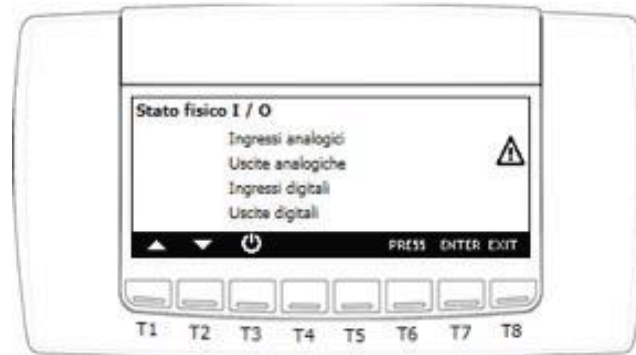 Stato fisico I / O
Ingressi analogici
Uscite analogiche
Ingressi digitali
Uscite digitali
PRESS ENTER EXIT
T1 T2 T3 T4 T5 T6 T7 T8